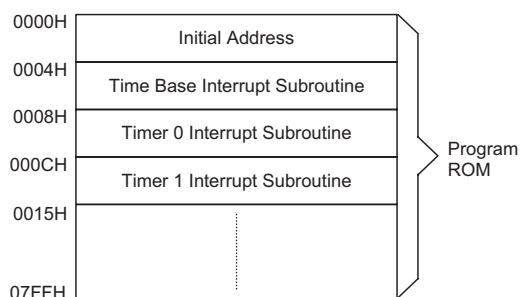 0000H
Initial Address
0004H
Time Base Interrupt Subroutine
0008H
Timer 0 Interrupt Subroutine
000CH
Timer 1 Interrupt Subroutine
0015H
07FFH
Program
ROM